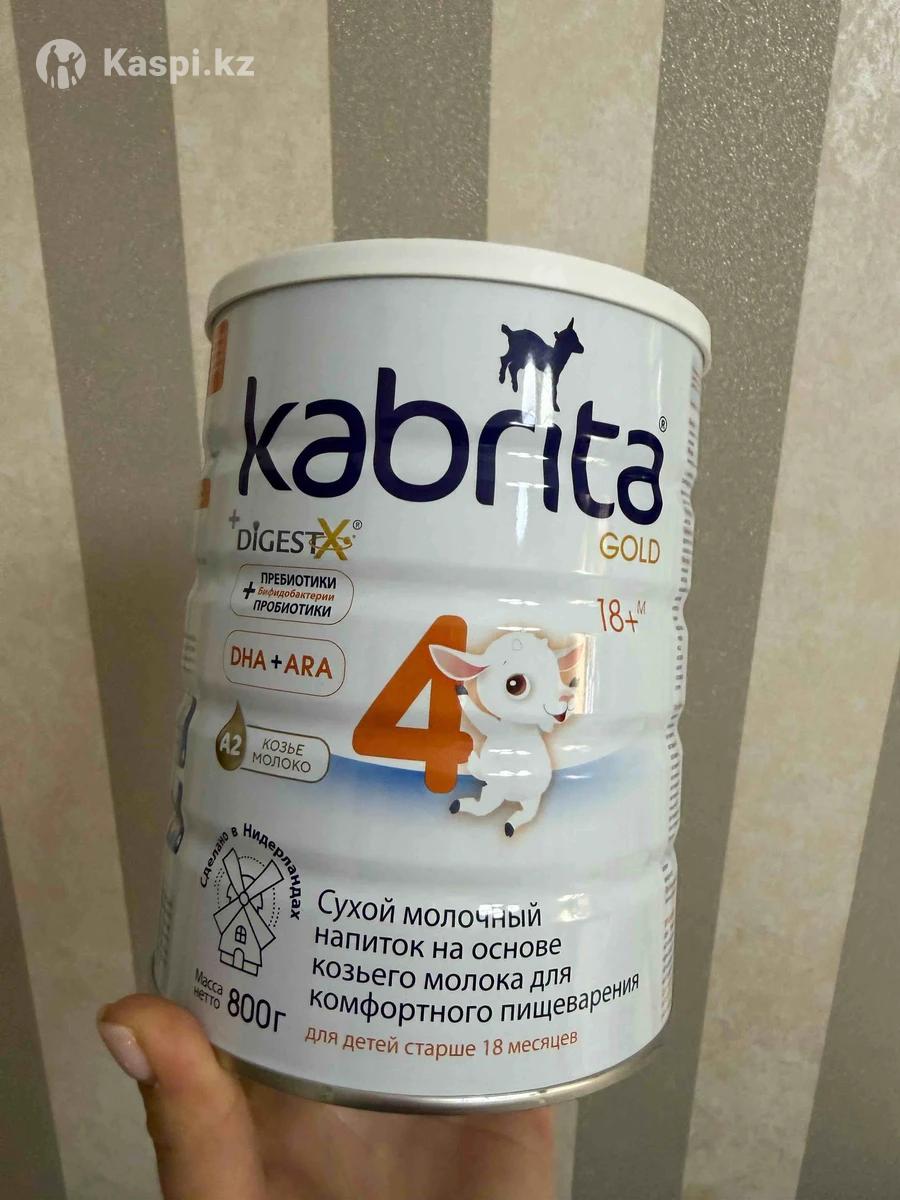 Kaspi.kz
kabrita®
GOLD
+DIGESTX®
ПРЕБИОТИКИ
+ Бифидобактерии
ПРОБИОТИКИ
18+М
DHA+ARA
4
A2
КОЗЬЕ
МОЛОКО
Сделано в Нидерландах
Сухой молочный
напиток на основе
козьего молока для
комфортного пищеварения
для детей старше 18 месяцев
Масса
нетто 800г